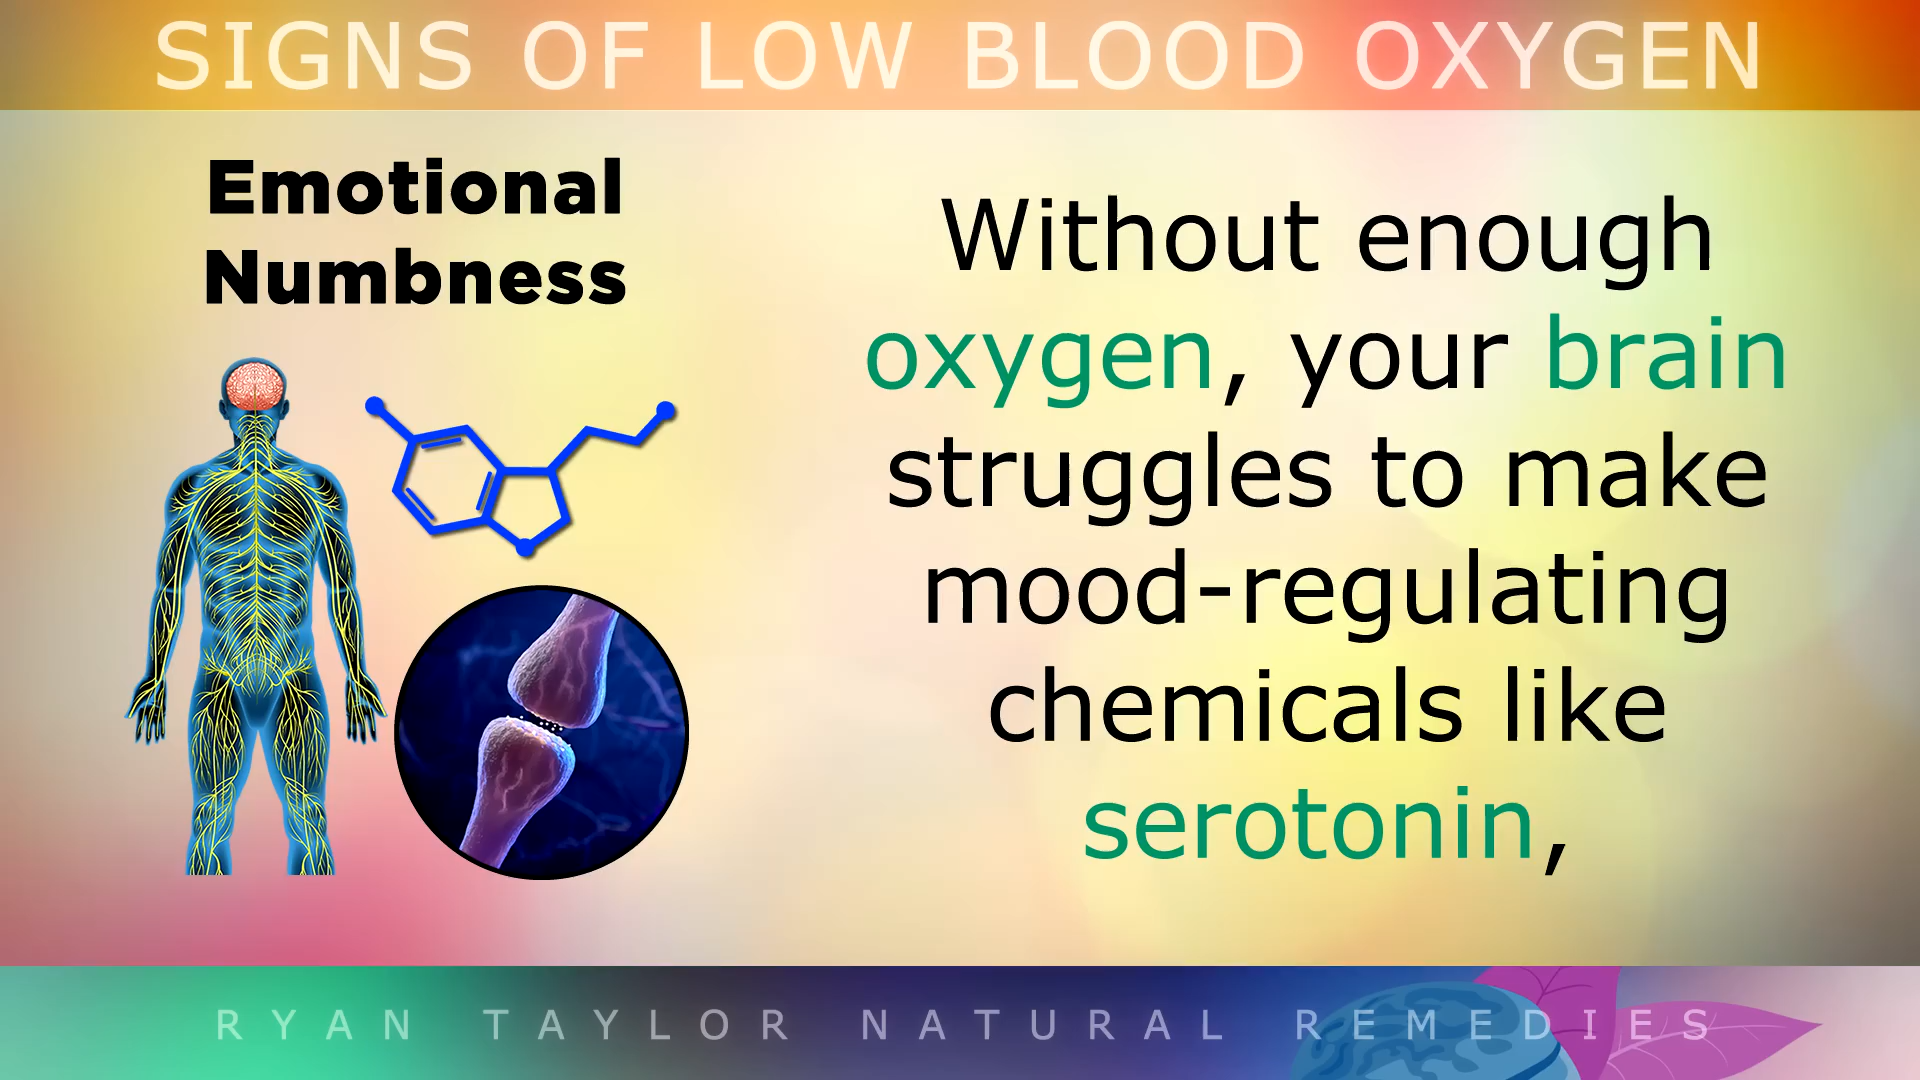 SIGNS OF LOW BLOOD OXYGEN
Emotional
Numbness
Without enough
oxygen, your brain
struggles to make
mood-regulating
chemicals like
serotonin,
RYAN TAYLOR NATURAL REMEDIES